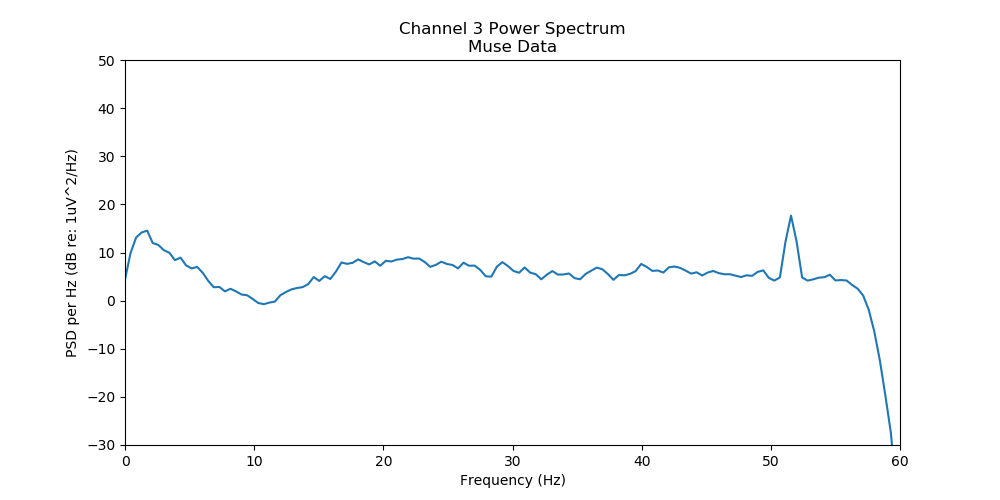 Channel 3 Power Spectrum
Muse Data
PSD per Hz (dB re: 1uV^2/Hz)
50
40
30
20
10
0
−10
−20
−30
0 10 20 30 40 50 60
Frequency (Hz)